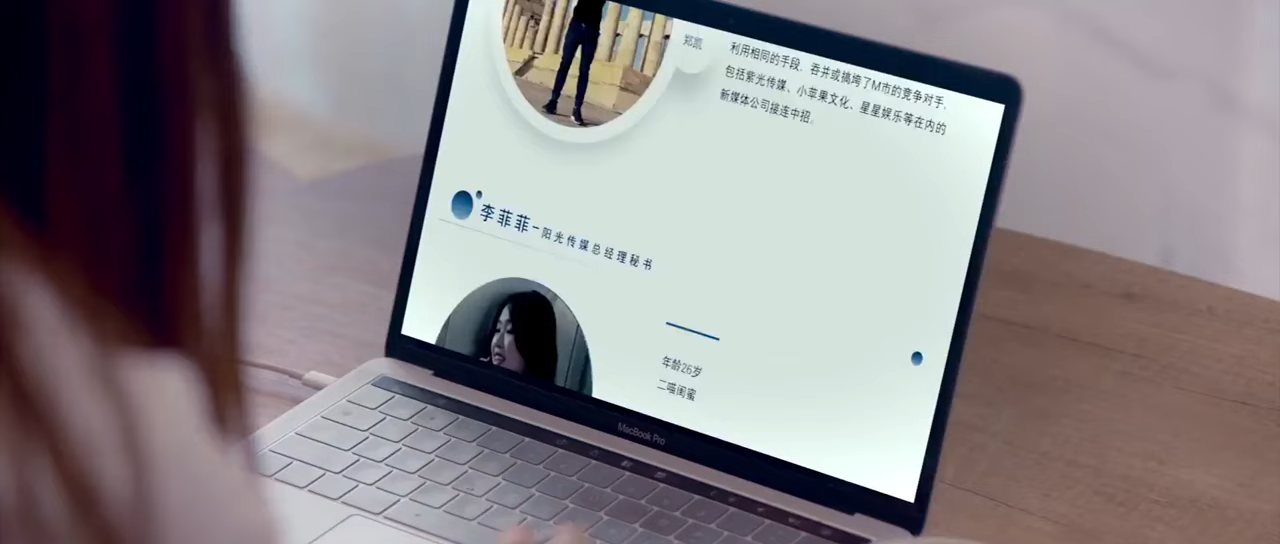 郑凯
利用相同的手段，吞并或搞垮了M市的竞争对手，
包括紫光传媒、小苹果文化、星星娱乐等在内的
新媒体公司接连中招。
李菲菲-阳光传媒总经理秘书
年龄26岁
二喵闺蜜
MacBook Pro